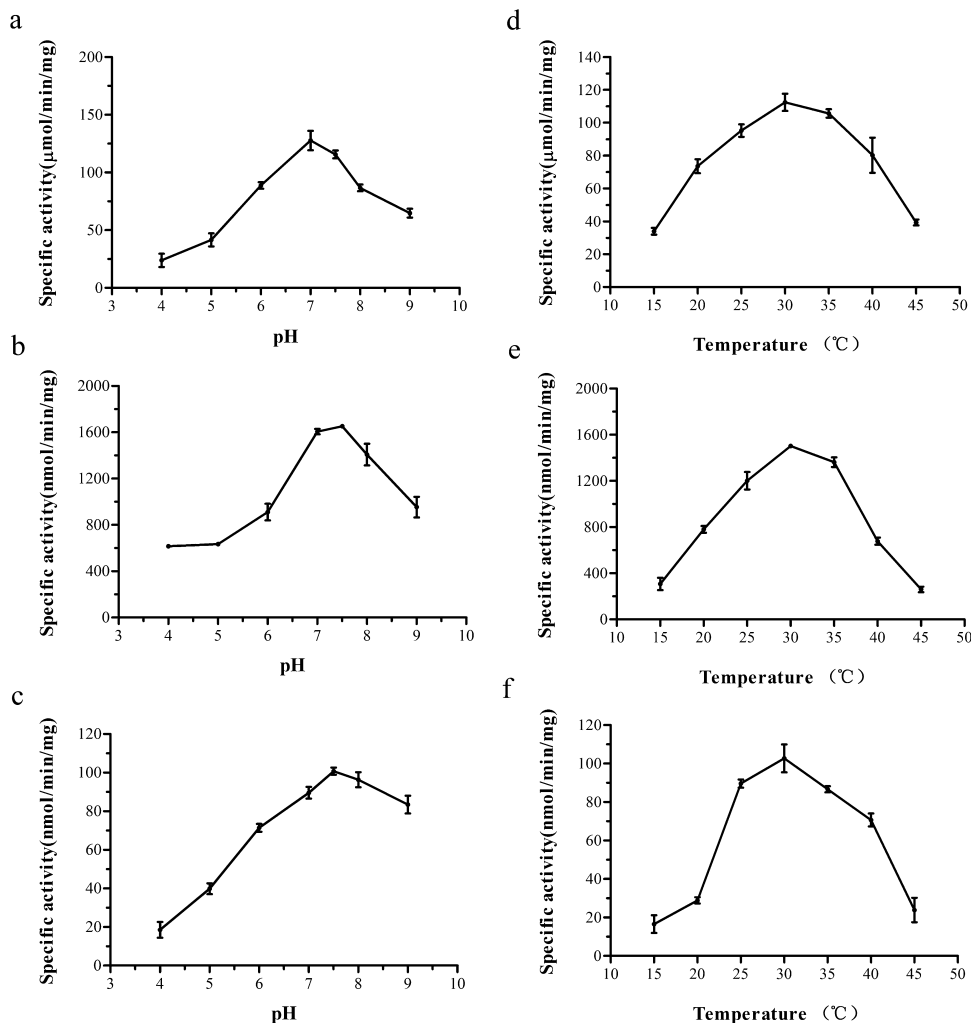 a
Specific activity(μmol/min/mg)
200
150
100
50
0
3 4 5 6 7 8 9 10
pH
d
Specific activity(μmol/min/mg)
140
120
100
80
60
40
20
0
10 15 20 25 30 35 40 45 50
Temperature（℃）
b
Specific activity(nmol/min/mg)
2000
1600
1200
800
400
0
3 4 5 6 7 8 9 10
pH
e
Specific activity(nmol/min/mg)
2000
1600
1200
800
400
0
10 15 20 25 30 35 40 45 50
Temperature（℃）
c
Specific activity(nmol/min/mg)
120
100
80
60
40
20
0
3 4 5 6 7 8 9 10
pH
f
Specific activity(nmol/min/mg)
120
100
80
60
40
20
0
10 15 20 25 30 35 40 45 50
Temperature（℃）